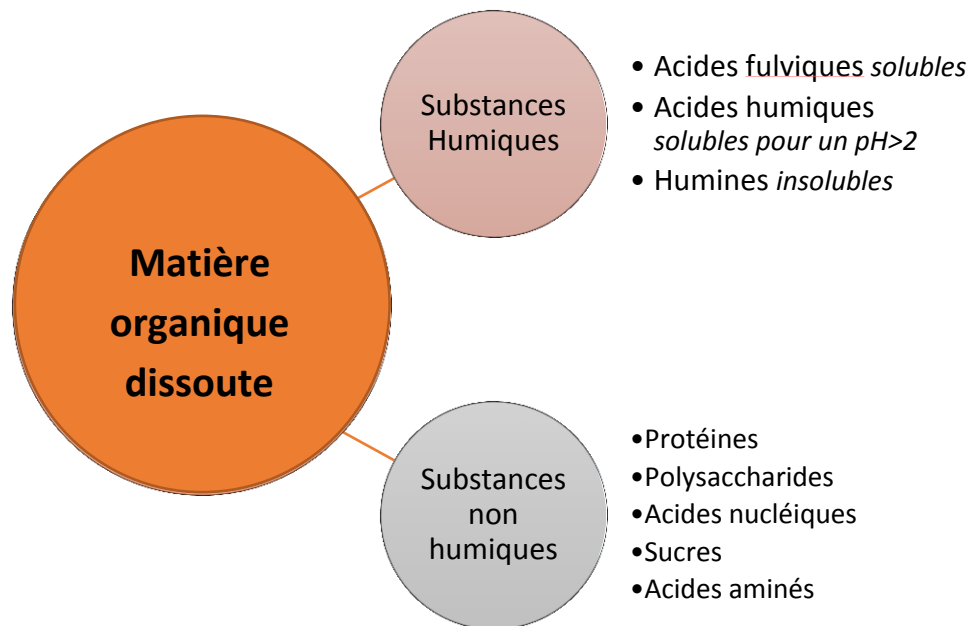 Matière
organique
dissoute
Substances
Humiques
• Acides fulviques solubles
• Acides humiques
solubles pour un pH>2
• Humines insolubles
Substances
non
humiques
•Protéines
•Polysaccharides
•Acides nucléiques
•Sucres
•Acides aminés